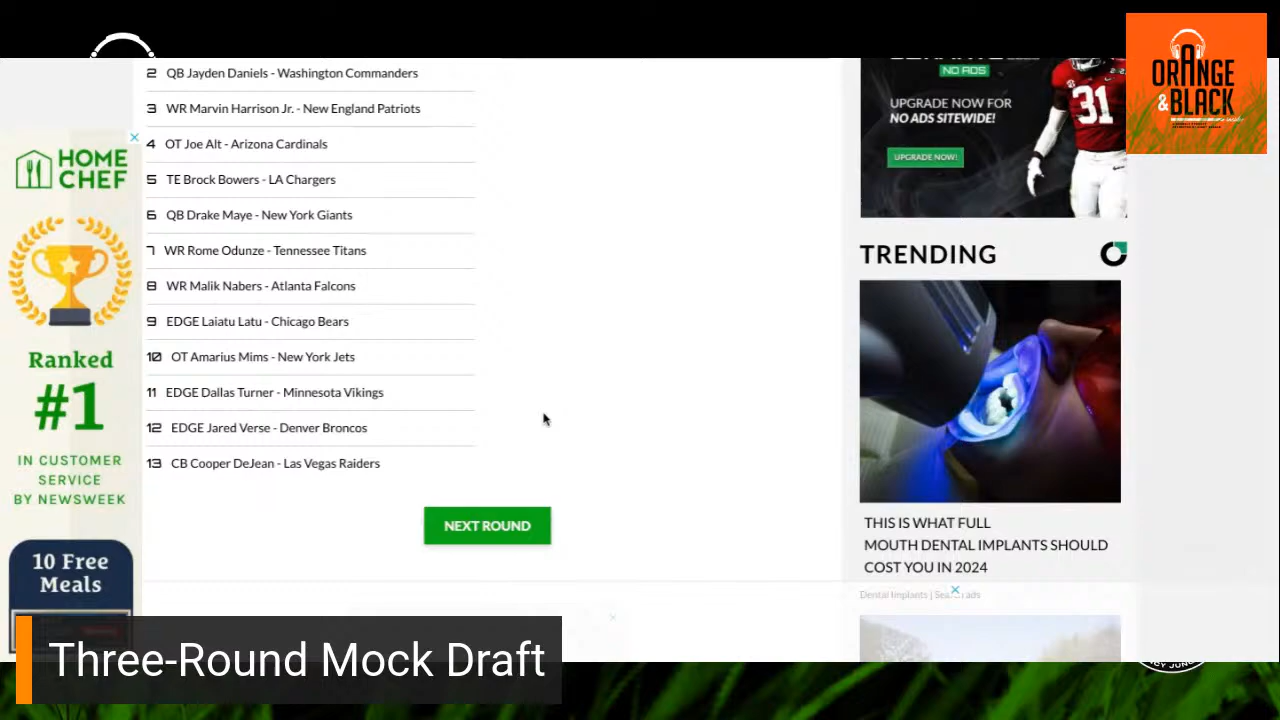 2 QB Jayden Daniels - Washington Commanders
3 WR Marvin Harrison Jr. - New England Patriots
4 OT Joe Alt - Arizona Cardinals
5 TE Brock Bowers - LA Chargers
6 QB Drake Maye - New York Giants
7 WR Rome Odunze - Tennessee Titans
8 WR Malik Nabers - Atlanta Falcons
9 EDGE Laiatu Latu - Chicago Bears
10 OT Amarius Mims - New York Jets
11 EDGE Dallas Turner - Minnesota Vikings
12 EDGE Jared Verse - Denver Broncos
13 CB Cooper DeJean - Las Vegas Raiders
NEXT ROUND
HOME
CHEF
Ranked
#1
IN CUSTOMER
SERVICE
BY NEWSWEEK
10 Free
Meals
NO ADS
UPGRADE NOW FOR
NO ADS SITEWIDE!
UPGRADE NOW!
31
ORANGE
& BLACK
TRENDING
THIS IS WHAT FULL
MOUTH DENTAL IMPLANTS SHOULD
COST YOU IN 2024
Dental Implants |
Three-Round Mock Draft